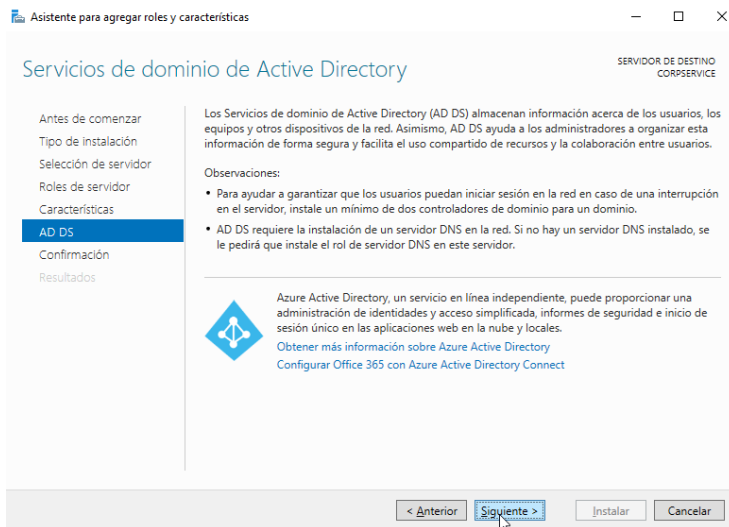 Asistente para agregar roles y características
Servicios de dominio de Active Directory
SERVIDOR DE DESTINO
CORPSERVICE
Antes de comenzar
Tipo de instalación
Selección de servidor
Roles de servidor
Características
AD DS
Confirmación
Resultados
Los Servicios de dominio de Active Directory (AD DS) almacenan información acerca de los usuarios, los
equipos y otros dispositivos de la red. Asimismo, AD DS ayuda a los administradores a organizar esta
información de forma segura y facilita el uso compartido de recursos y la colaboración entre usuarios.
Observaciones:
• Para ayudar a garantizar que los usuarios puedan iniciar sesión en la red en caso de una interrupción
en el servidor, instale un mínimo de dos controladores de dominio para un dominio.
• AD DS requiere la instalación de un servidor DNS en la red. Si no hay un servidor DNS instalado, se
le pedirá que instale el rol de servidor DNS en este servidor.
Azure Active Directory, un servicio en línea independiente, puede proporcionar una
administración de identidades y acceso simplificada, informes de seguridad e inicio de
sesión único en las aplicaciones web en la nube y locales.
Obtener más información sobre Azure Active Directory
Configurar Office 365 con Azure Active Directory Connect
< Anterior
Siguiente >
Instalar
Cancelar